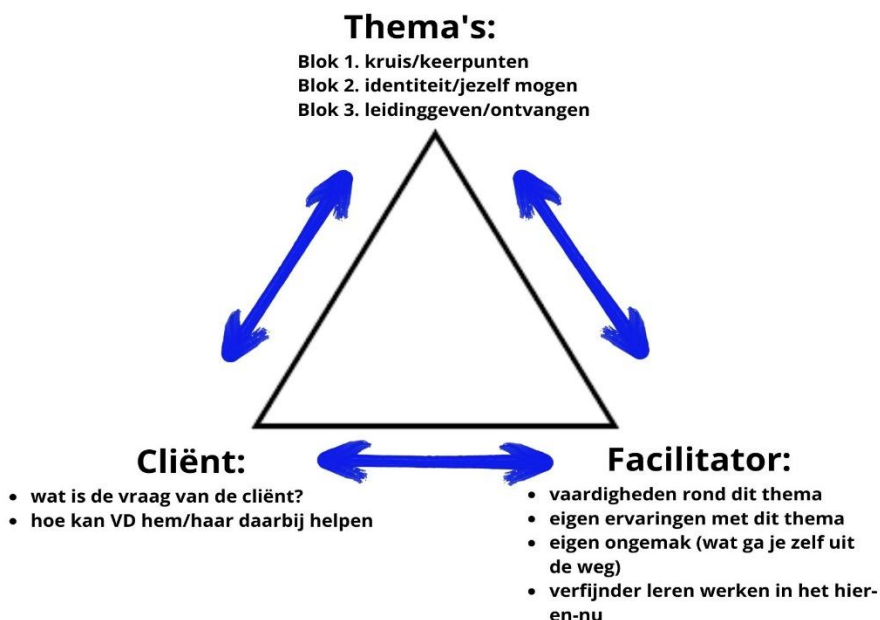 Thema's:
Blok 1. kruis/keerpunten
Blok 2. identiteit/jezelf mogen
Blok 3. leidinggeven/ontvangen
Cliënt:
• wat is de vraag van de cliënt?
• hoe kan VD hem/haar daarbij helpen
Facilitator:
• vaardigheden rond dit thema
• eigen ervaringen met dit thema
• eigen ongemak (wat ga je zelf uit
de weg)
• verfijnder leren werken in het hier-
en-nu